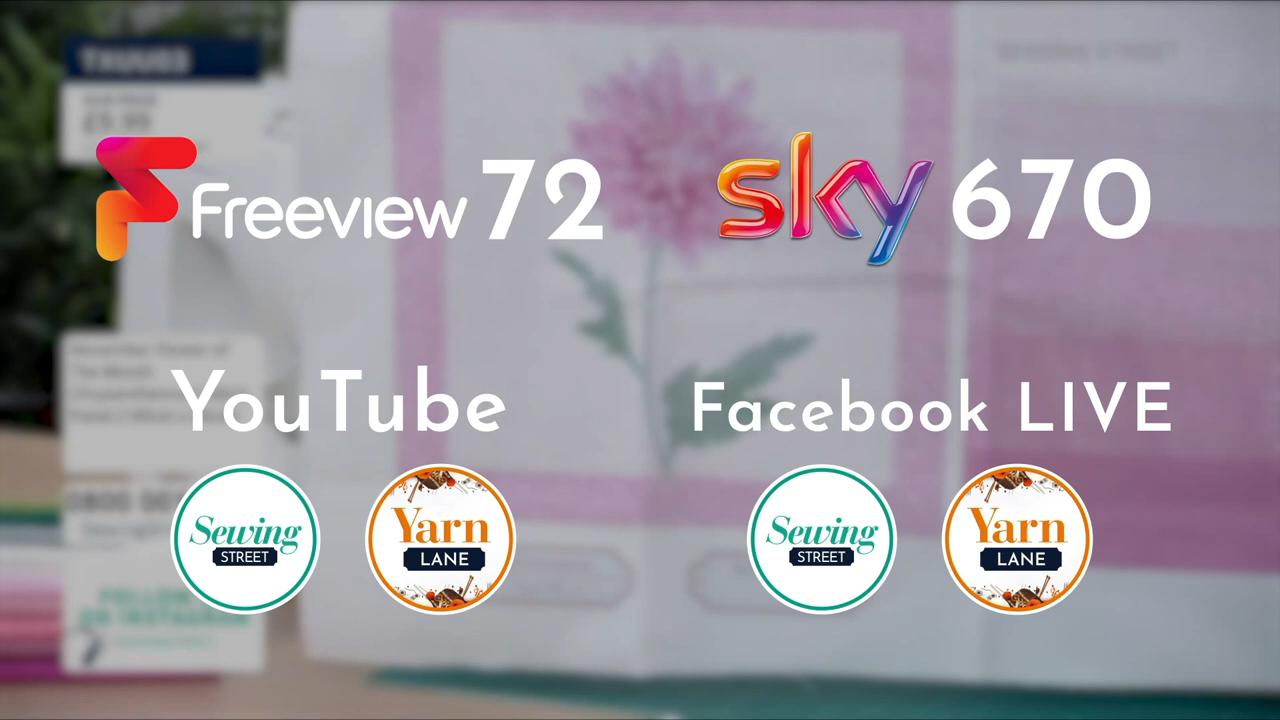 Freeview 72
sky 670
YouTube
Facebook LIVE
Sewing
STREET
Yarn
LANE
Sewing
STREET
Yarn
LANE